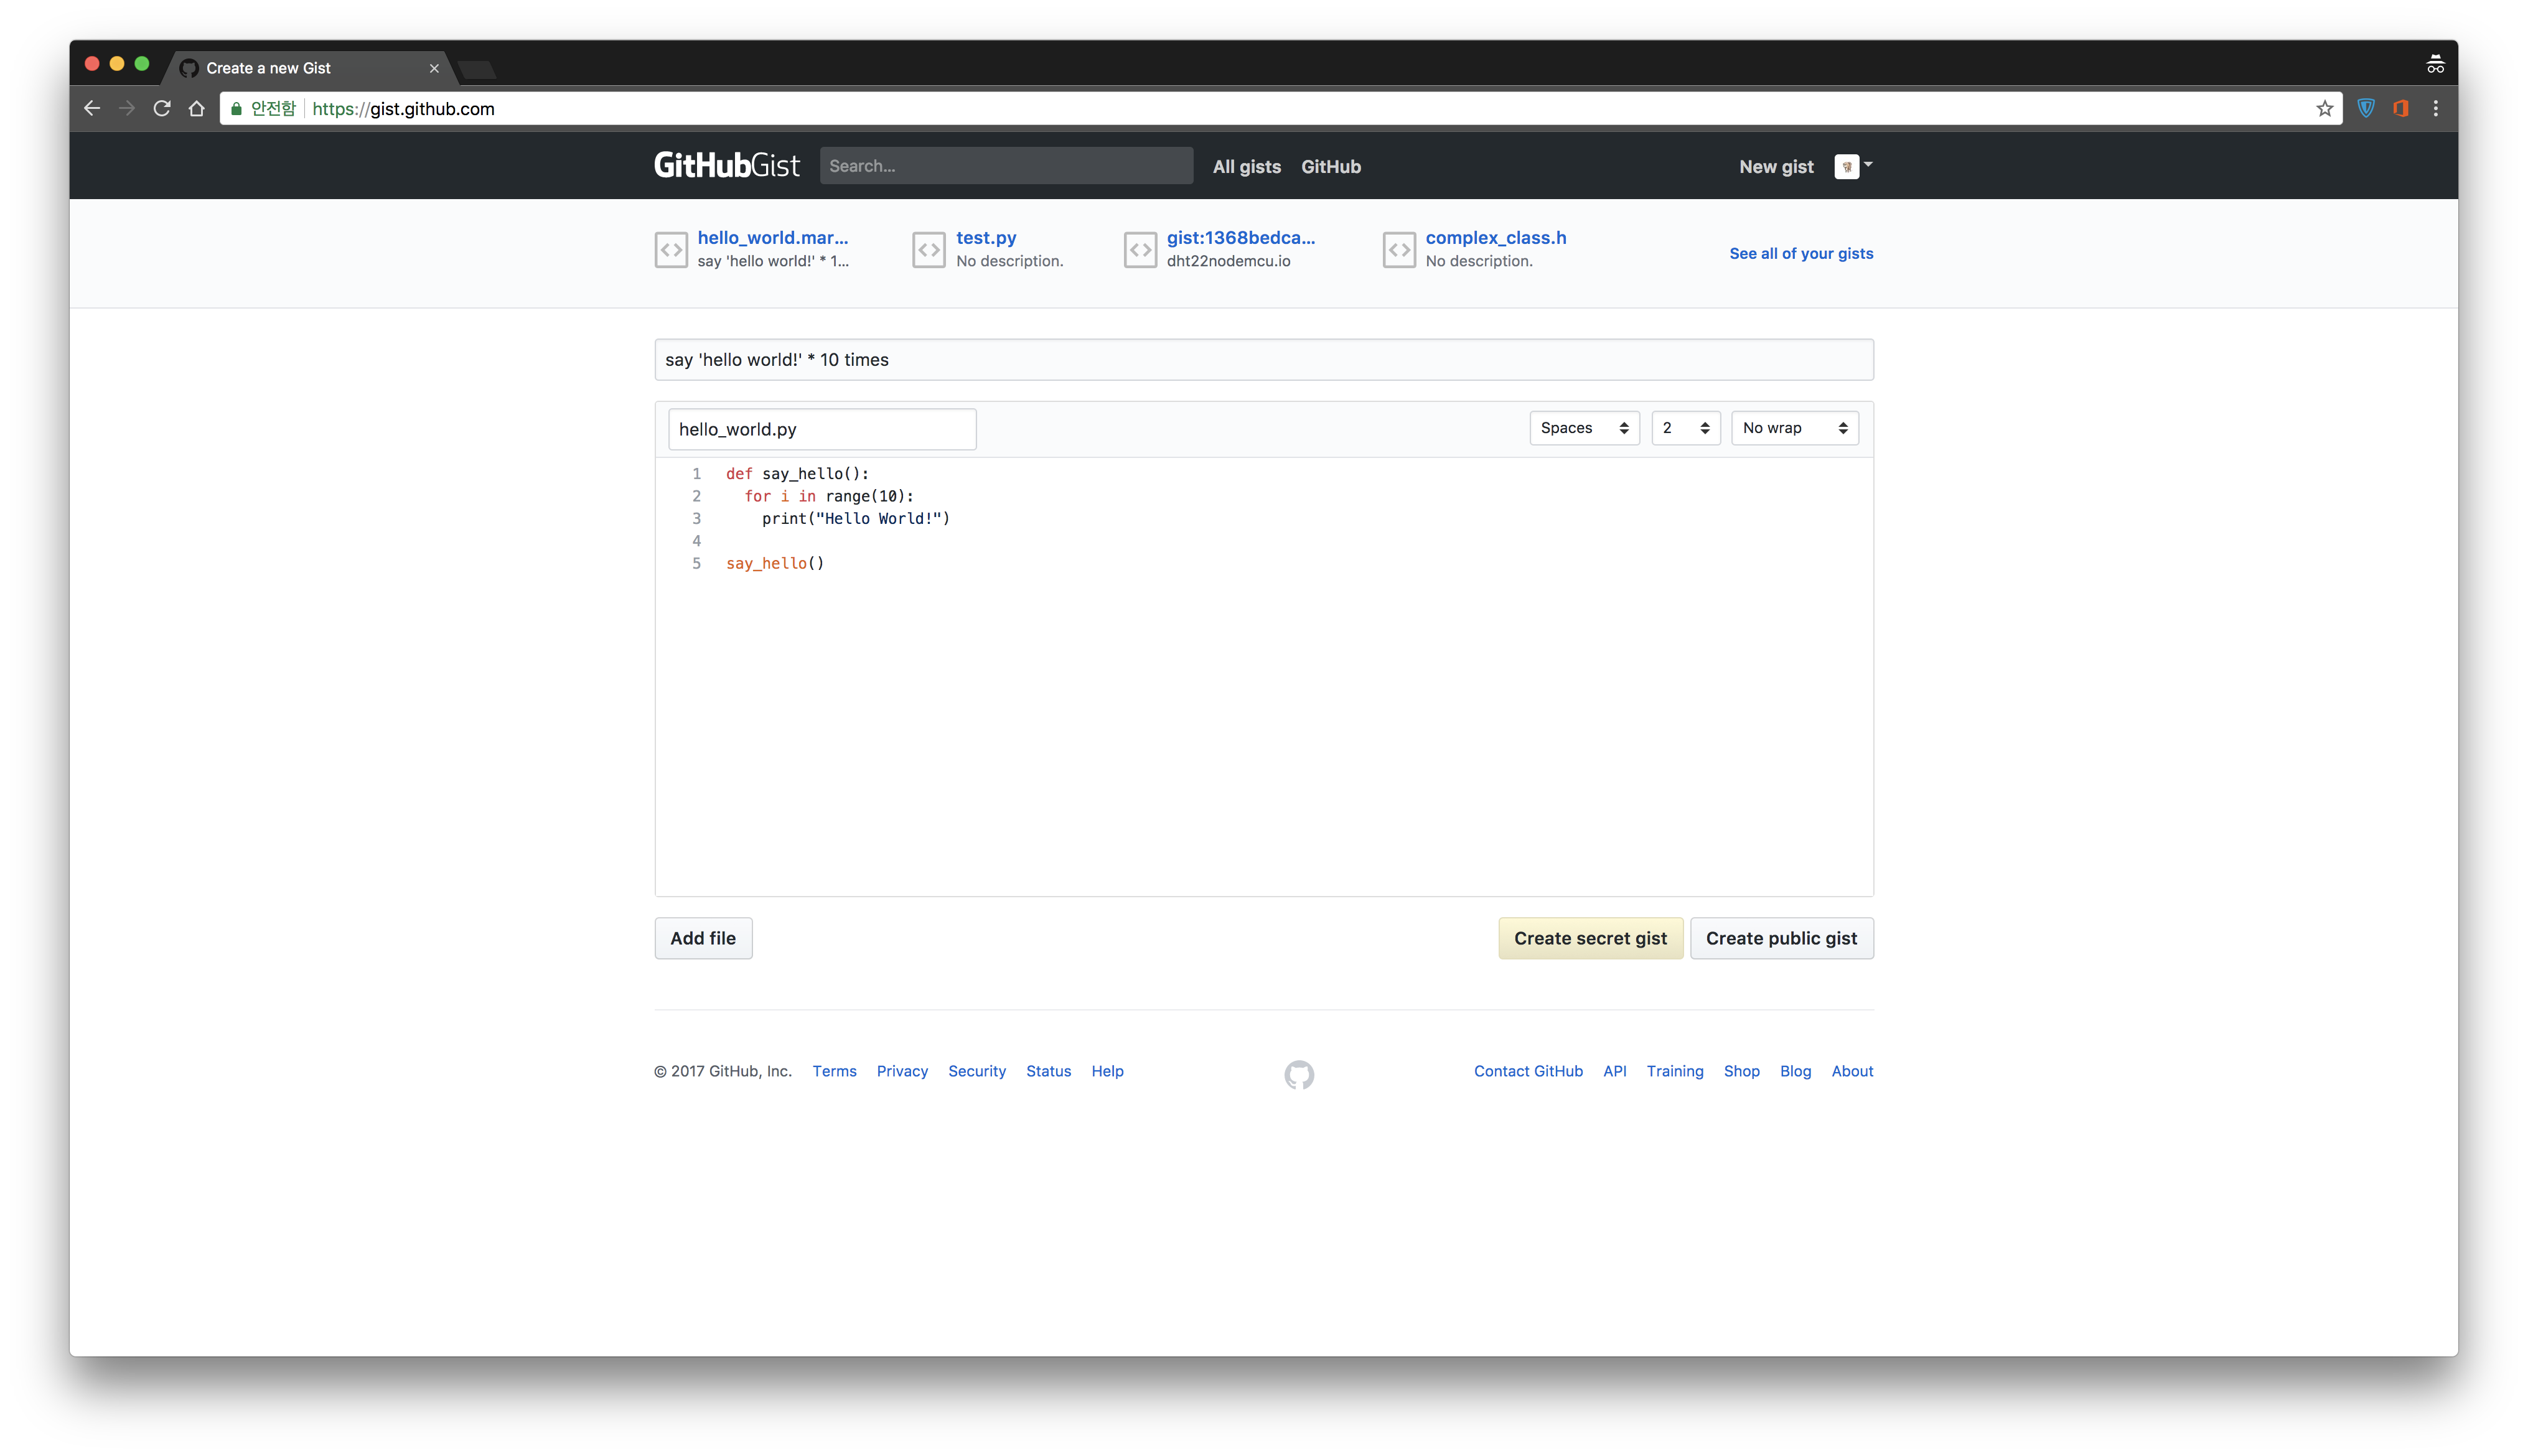 Create a new Gist
안전함 https://gist.github.com
GitHubGist Search... All gists GitHub New gist
hello_world.mar... test.py gist:1368bedca... complex_class.h
say 'hello world!' * 1... No description. dht22nodemcu.io No description.
See all of your gists
say 'hello world!' * 10 times
hello_world.py Spaces 2 No wrap
1 def say_hello():
2 for i in range(10):
3 print("Hello World!")
4
5 say_hello()
Add file Create secret gist Create public gist
© 2017 GitHub, Inc. Terms Privacy Security Status Help Contact GitHub API Training Shop Blog About